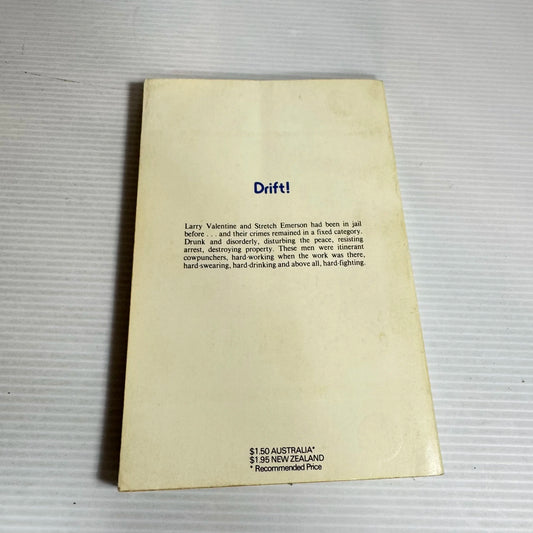 Drift!
Larry Valentine and Stretch Emerson had been in jail
before . . . and their crimes remained in a fixed category.
Drunk and disorderly, disturbing the peace, resisting
arrest, destroying property. These men were itinerant
cowpunchers, hard-working when the work was there,
hard-swearing, hard-drinking and above all, hard-fighting.
$1.50 AUSTRALIA*
$1.95 NEW ZEALAND
* Recommended Price